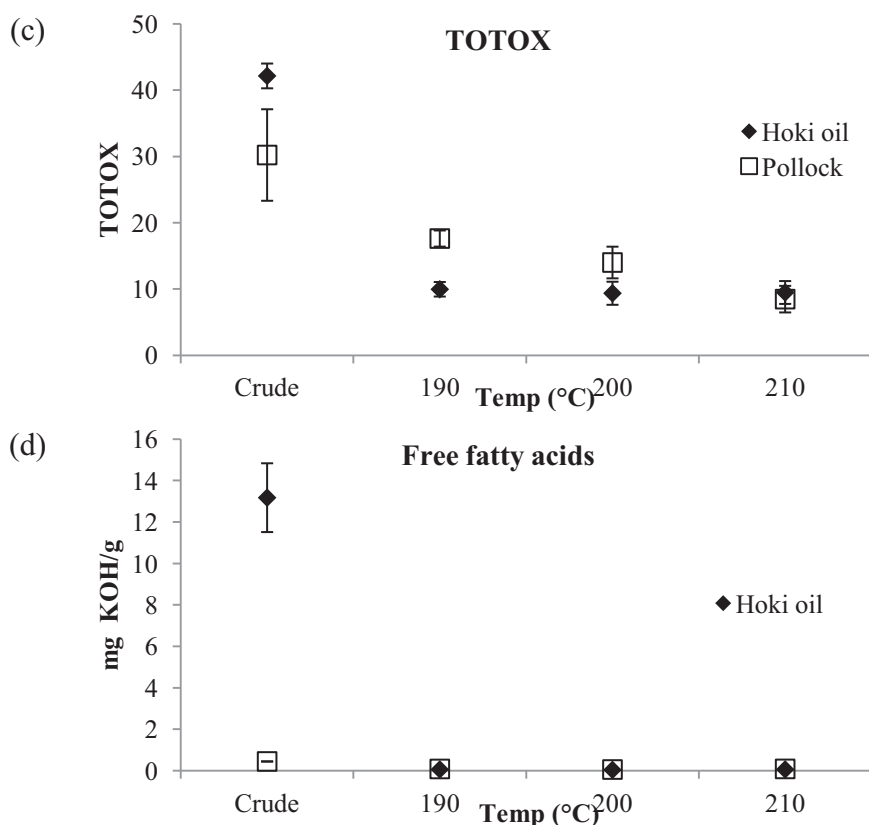 (c)
TOTOX
50
40
30
20
10
0
TOTOX
Hoki oil
Pollock
Crude 190 200 210
Temp (°C)
(d)
Free fatty acids
16
14
12
10
8
6
4
2
0
mg KOH/g
Hoki oil
Crude 190 200 210
Temp (°C)